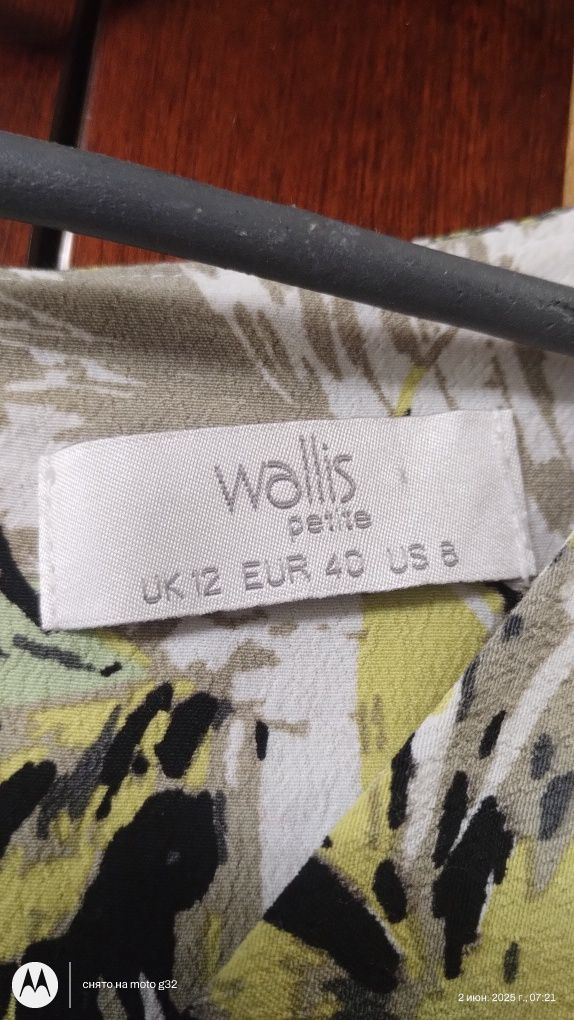 wallis
petite
UK 12 EUR 40 US 8
снято на moto g32
2 июн. 2025 г., 07:21